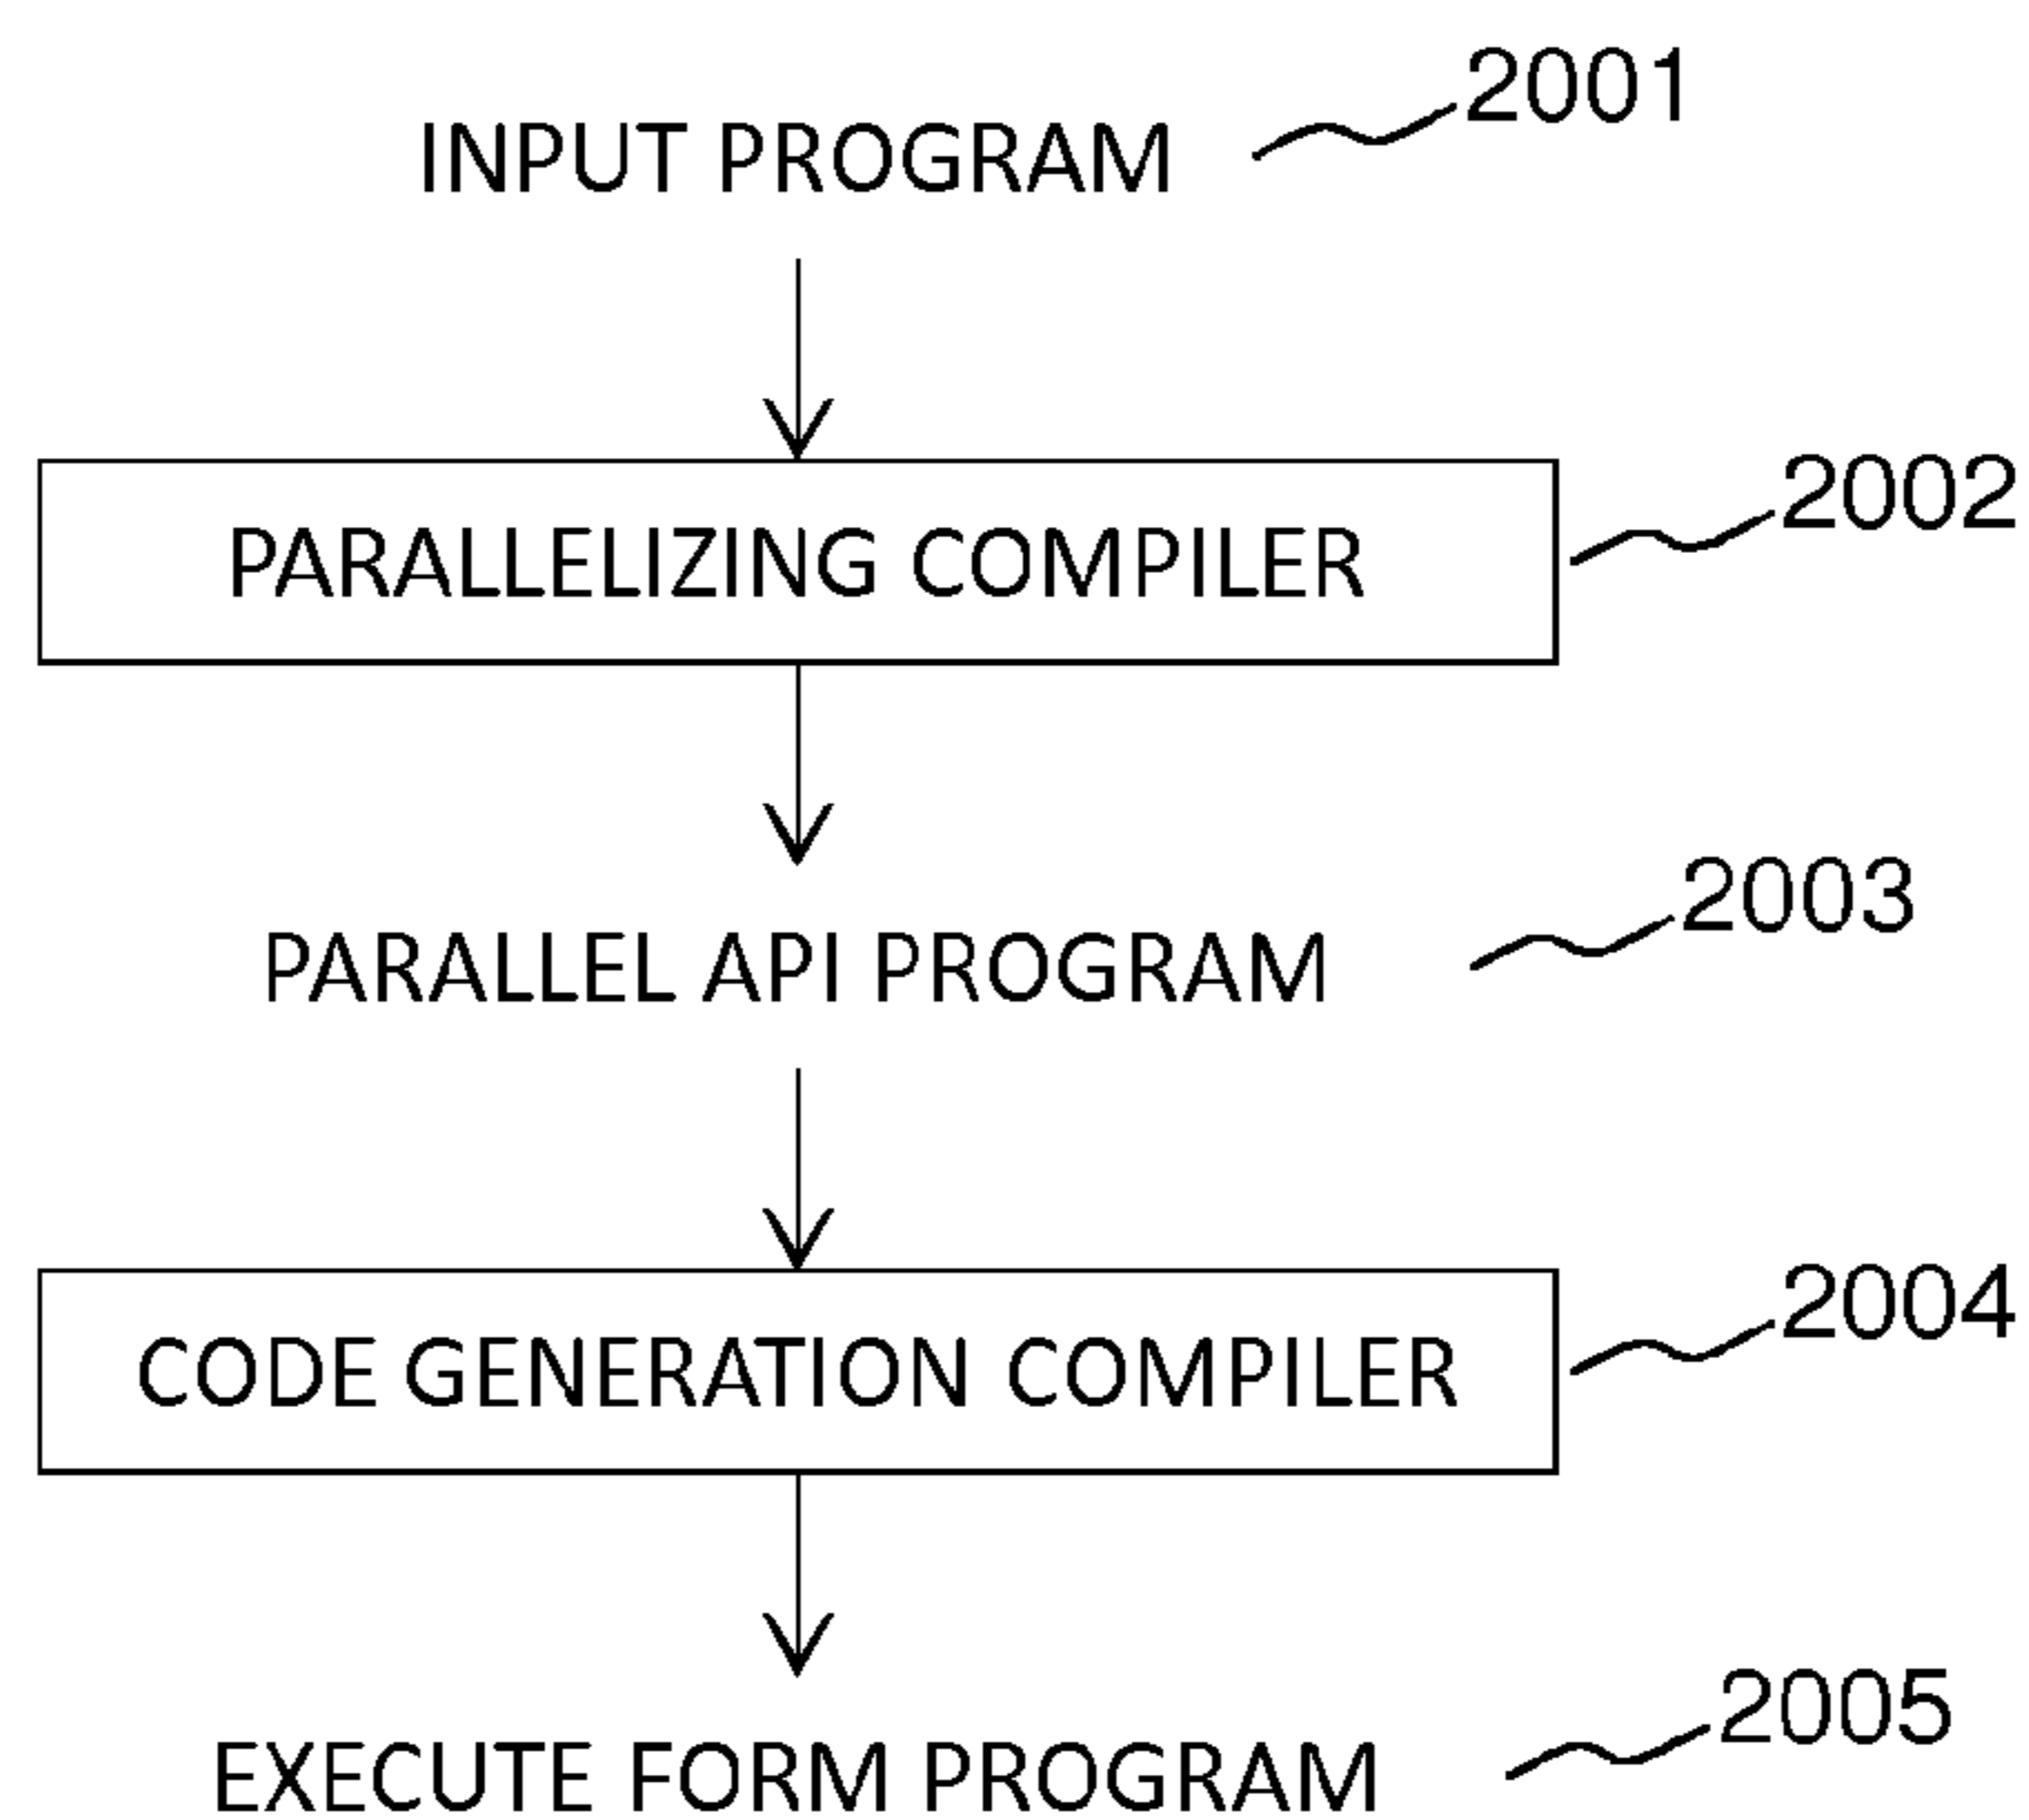 2001
INPUT PROGRAM
2002
PARALLELIZING COMPILER
2003
PARALLEL API PROGRAM
2004
CODE GENERATION COMPILER
2005
EXECUTE FORM PROGRAM